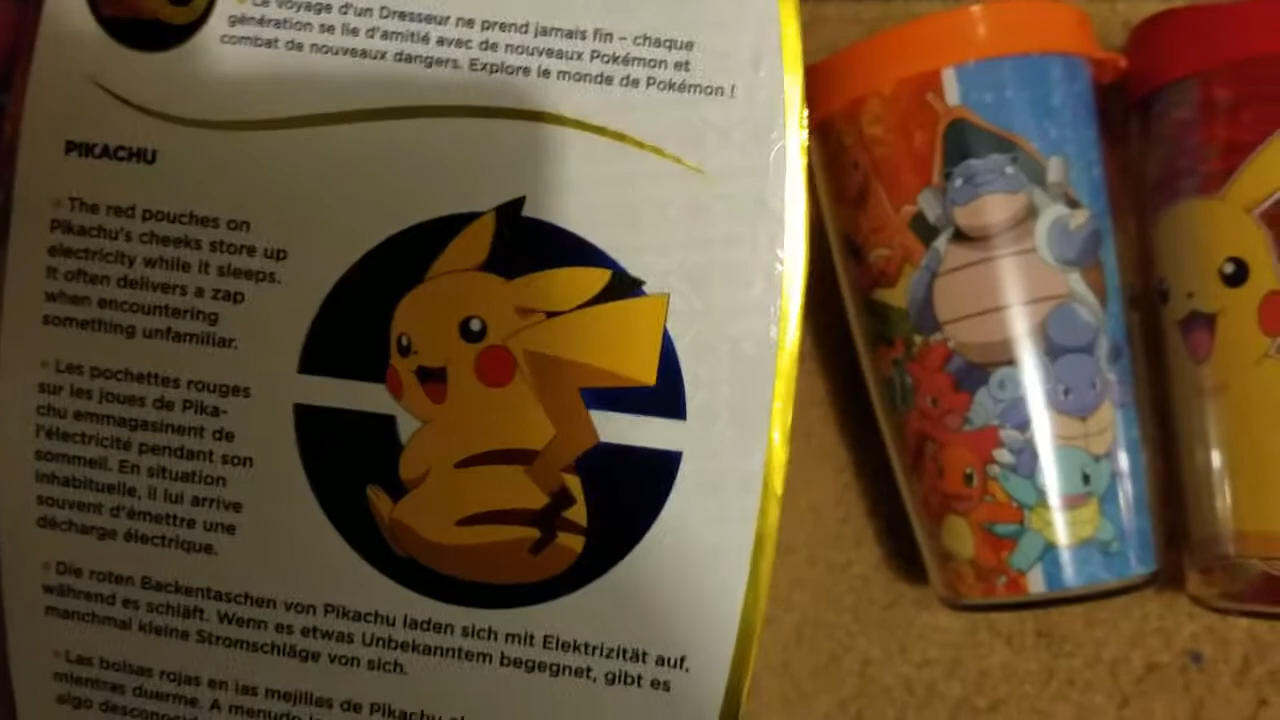 Le voyage d'un Dresseur ne prend jamais fin – chaque
génération se lie d'amitié avec de nouveaux Pokémon et
combat de nouveaux dangers. Explore le monde de Pokémon !
PIKACHU
The red pouches on
Pikachu's cheeks store up
electricity while it sleeps.
It often delivers a zap
when encountering
something unfamiliar.
Les pochettes rouges
sur les joues de Pika-
chu emmagasinent de
l'électricité pendant son
sommeil. En situation
inhabituelle, il lui arrive
souvent d'émettre une
décharge électrique.
Die roten Backentaschen von Pikachu laden sich mit Elektrizität auf,
während es schläft. Wenn es etwas Unbekanntem begegnet, gibt es
manchmal kleine Stromschläge von sich.
Las bolsas rojas en las mejillas de Pikachu
mientras duerme. A menudo
algo